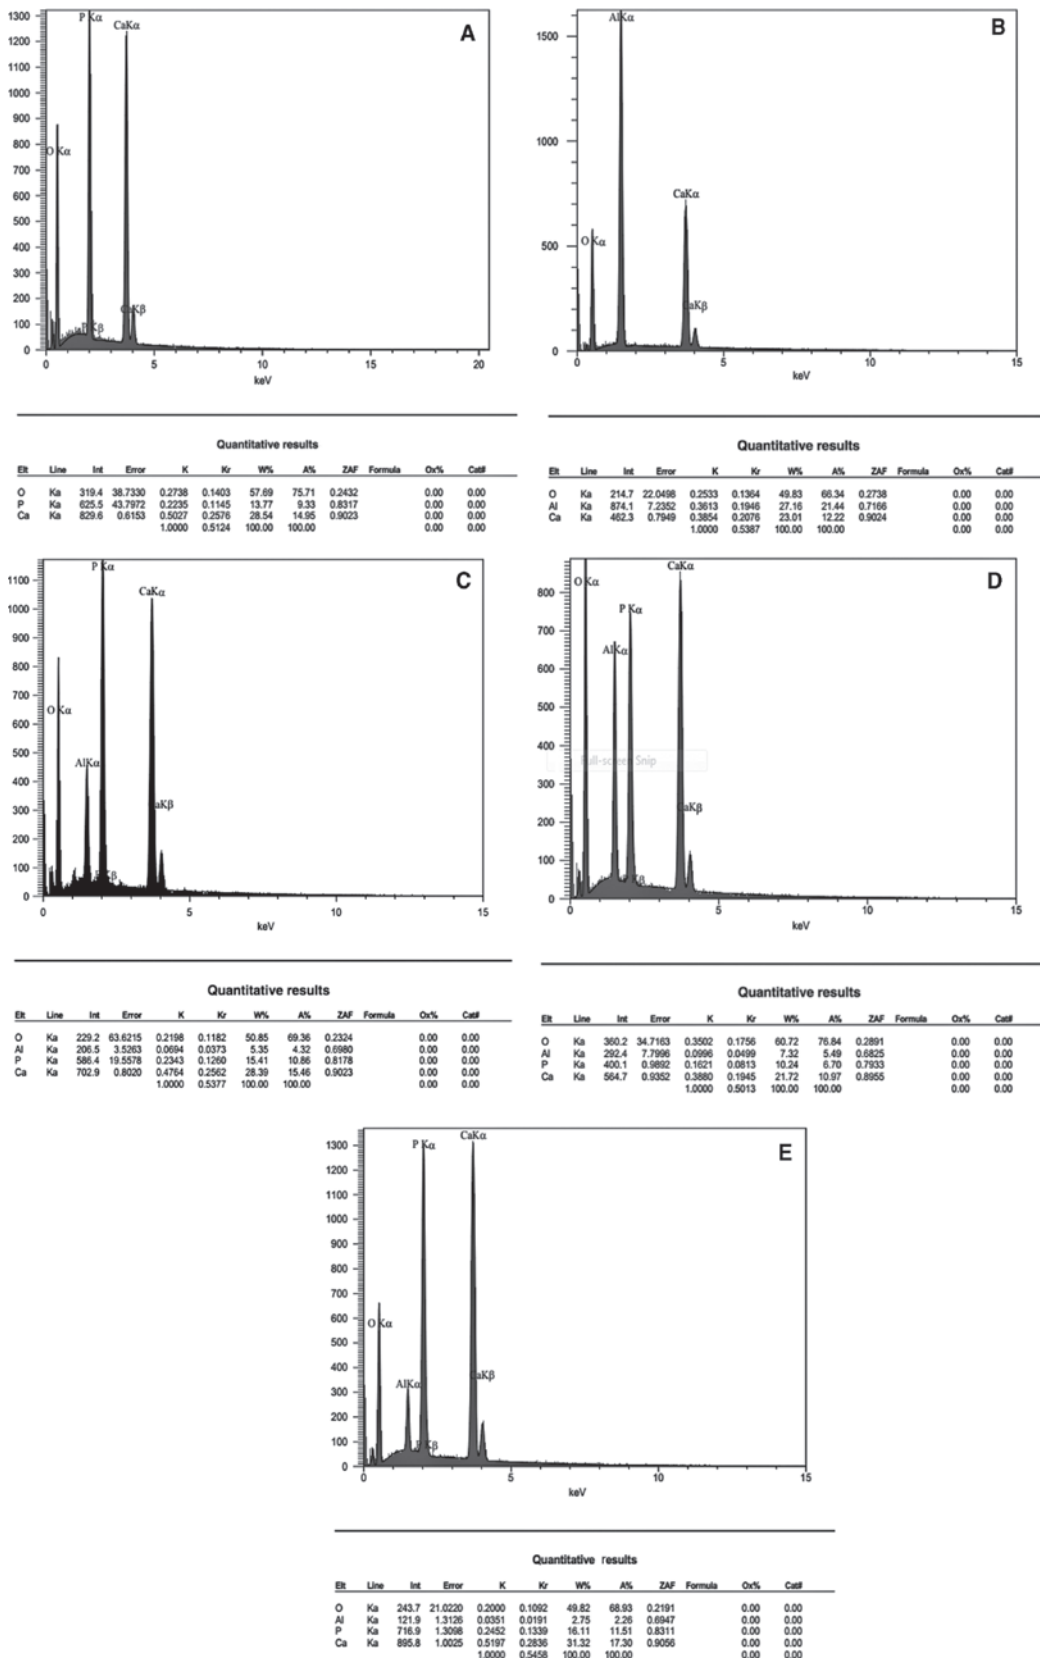 A
1300
1200
1100
1000
900
800
700
600
500
400
300
200
100
0
P Kα
CaKα
O Kα
P Kβ
CaKβ
0 5 10 15 20
keV
Quantitative results
Elt Line Int Error K Kr W% A% ZAF Formula Ox% Cat#
O Ka 319.4 38.7330 0.2738 0.1403 57.69 75.71 0.2432 0.00 0.00
P Ka 625.5 43.7972 0.2235 0.1145 13.77 9.33 0.8317 0.00 0.00
Ca Ka 829.6 0.6153 0.5027 0.2576 28.54 14.95 0.9023 0.00 0.00
1.0000 0.5124 100.00 100.00 0.00 0.00
B
1500
1000
500
0
AlKα
CaKα
O Kα
CaKβ
0 5 10 15
keV
Quantitative results
Elt Line Int Error K Kr W% A% ZAF Formula Ox% Cat#
O Ka 214.7 22.0498 0.2533 0.1364 49.83 66.34 0.2738 0.00 0.00
Al Ka 874.1 7.2352 0.3613 0.1946 27.16 21.44 0.7166 0.00 0.00
Ca Ka 462.3 0.7949 0.3854 0.2076 23.01 12.22 0.9024 0.00 0.00
1.0000 0.5387 100.00 100.00 0.00 0.00
C
1100
1000
900
800
700
600
500
400
300
200
100
0
P Kα
CaKα
O Kα
AlKα
aKβ
Kβ
0 5 10 15
keV
Quantitative results
Elt Line Int Error K Kr W% A% ZAF Formula Ox% Cat#
O Ka 229.2 63.6215 0.2198 0.1182 50.85 69.36 0.2324 0.00 0.00
Al Ka 206.5 3.5263 0.0694 0.0373 5.35 4.32 0.6980 0.00 0.00
P Ka 586.4 19.5578 0.2343 0.1260 15.41 10.86 0.8178 0.00 0.00
Ca Ka 702.9 0.8020 0.4764 0.2562 28.39 15.46 0.9023 0.00 0.00
1.0000 0.5377 100.00 100.00 0.00 0.00
D
800
700
600
500
400
300
200
100
0
CaKα
O Kα
P Kα
AlKα
Full-screen Snip
CaKβ
Kβ
0 5 10 15
keV
Quantitative results
Elt Line Int Error K Kr W% A% ZAF Formula Ox% Cat#
O Ka 360.2 34.7163 0.3502 0.1756 60.72 76.84 0.2891 0.00 0.00
Al Ka 292.4 7.7996 0.0996 0.0499 7.32 5.49 0.6825 0.00 0.00
P Ka 400.1 0.9892 0.1621 0.0813 10.24 6.70 0.7933 0.00 0.00
Ca Ka 564.7 0.9352 0.3880 0.1945 21.72 10.97 0.8955 0.00 0.00
1.0000 0.5013 100.00 100.00 0.00 0.00
E
1300
1200
1100
1000
900
800
700
600
500
400
300
200
100
0
CaKα
P Kα
O Kα
AlKα
CaKβ
P Kβ
0 5 10 15
keV
Quantitative results
Elt Line Int Error K Kr W% A% ZAF Formula Ox% Cat#
O Ka 243.7 21.0220 0.2000 0.1092 49.82 68.93 0.2191 0.00 0.00
Al Ka 121.9 1.3126 0.0351 0.0191 2.75 2.26 0.6947 0.00 0.00
P Ka 716.9 1.3098 0.2452 0.1339 16.11 11.51 0.8311 0.00 0.00
Ca Ka 895.8 1.0025 0.5197 0.2836 31.32 17.30 0.9056 0.00 0.00
1.0000 0.5458 100.00 100.00 0.00 0.00